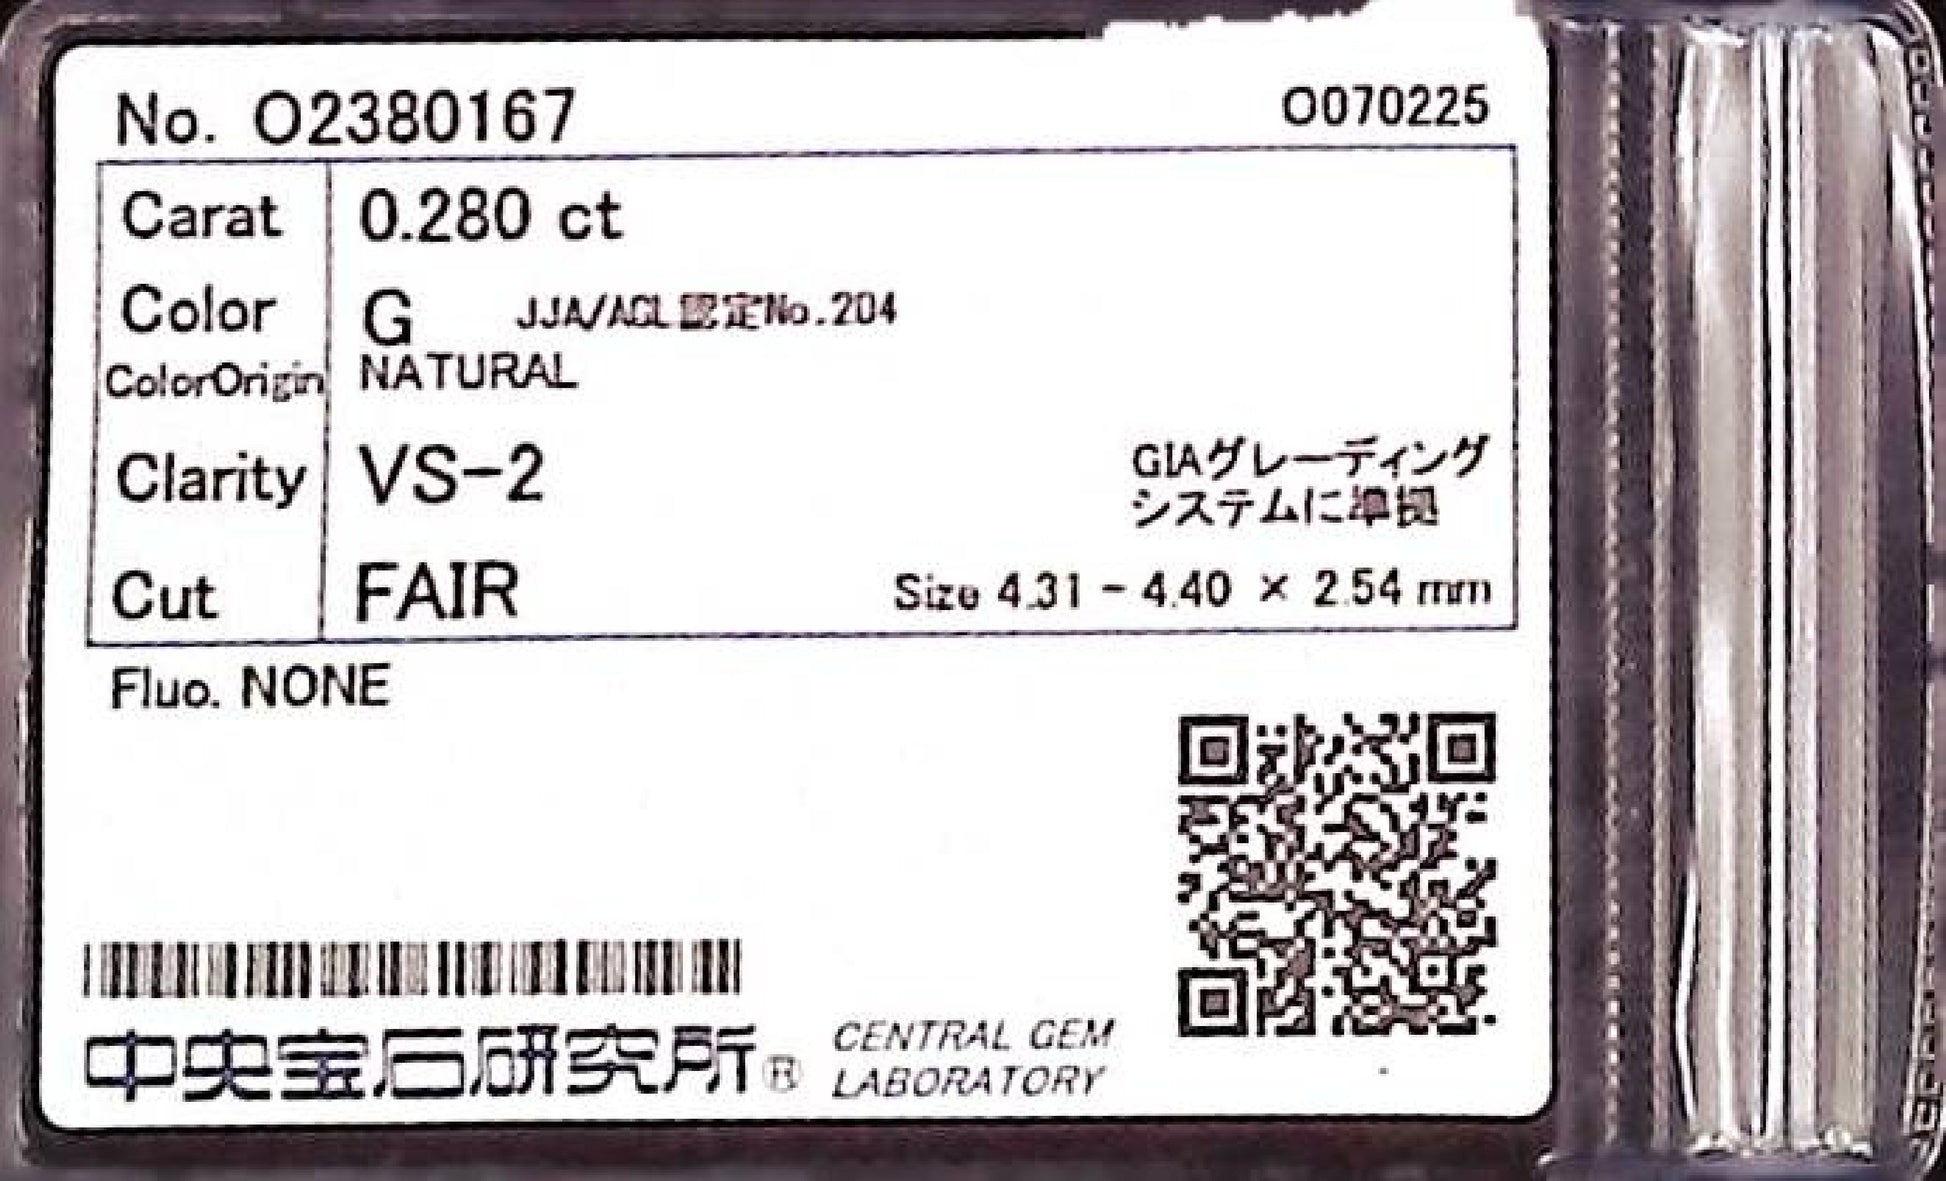 No. O2380167 O070225
Carat 0.280 ct
Color G JJA/AGL認定No.204
ColorOrigin NATURAL
Clarity VS-2
GIAグレーディング
システムに準拠
Cut FAIR Size 4.31 - 4.40 × 2.54 mm
Fluo. NONE
中央宝石研究所® CENTRAL GEM
LABORATORY